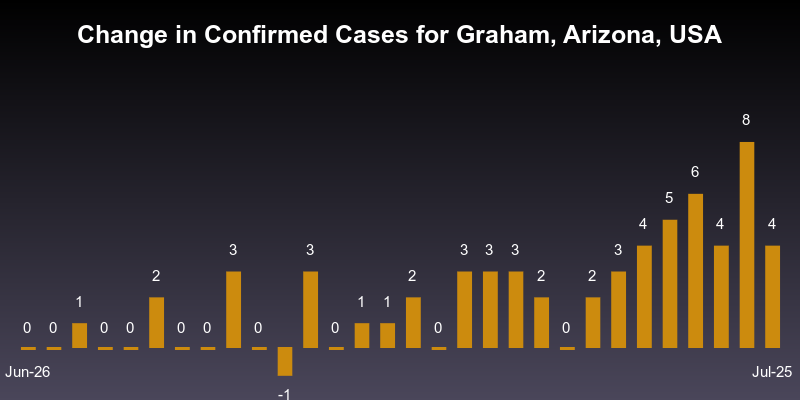 Change in Confirmed Cases for Graham, Arizona, USA
0 0 1 0 0 2 0 0 3 0 -1 3 0 1 1 2 0 3 3 3 2 0 2 3 4 5 6 4 8 4
Jun-26 Jul-25